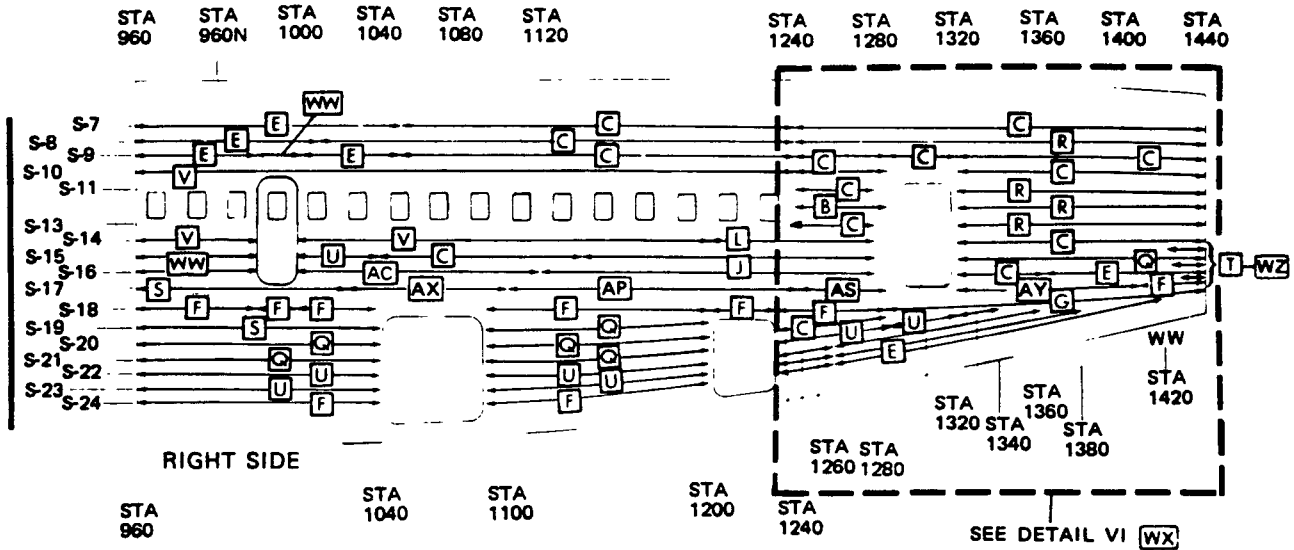 STA 960
STA 960N
STA 1000
STA 1040
STA 1080
STA 1120
STA 1240
STA 1280
STA 1320
STA 1360
STA 1400
STA 1440
WW
S-7 E C C
S-8 E C R
S-9 E E C C C C
S-10 V C
S-11 C R
B R
S-13 C R
S-14 V V L C
S-15 U C Q
S-16 WW AC J C E T WZ
S-17 S AX AP AS AY F
S-18 F F F F F F G
S-19 S Q C U
S-20 Q Q U
S-21 Q Q E
S-22 U U
S-23 U U
S-24 F F
WW
STA 1420
STA 1320
STA 1340
STA 1360
STA 1380
STA 1260
STA 1280
RIGHT SIDE
STA 960
STA 1040
STA 1100
STA 1200
STA 1240
SEE DETAIL VI WX